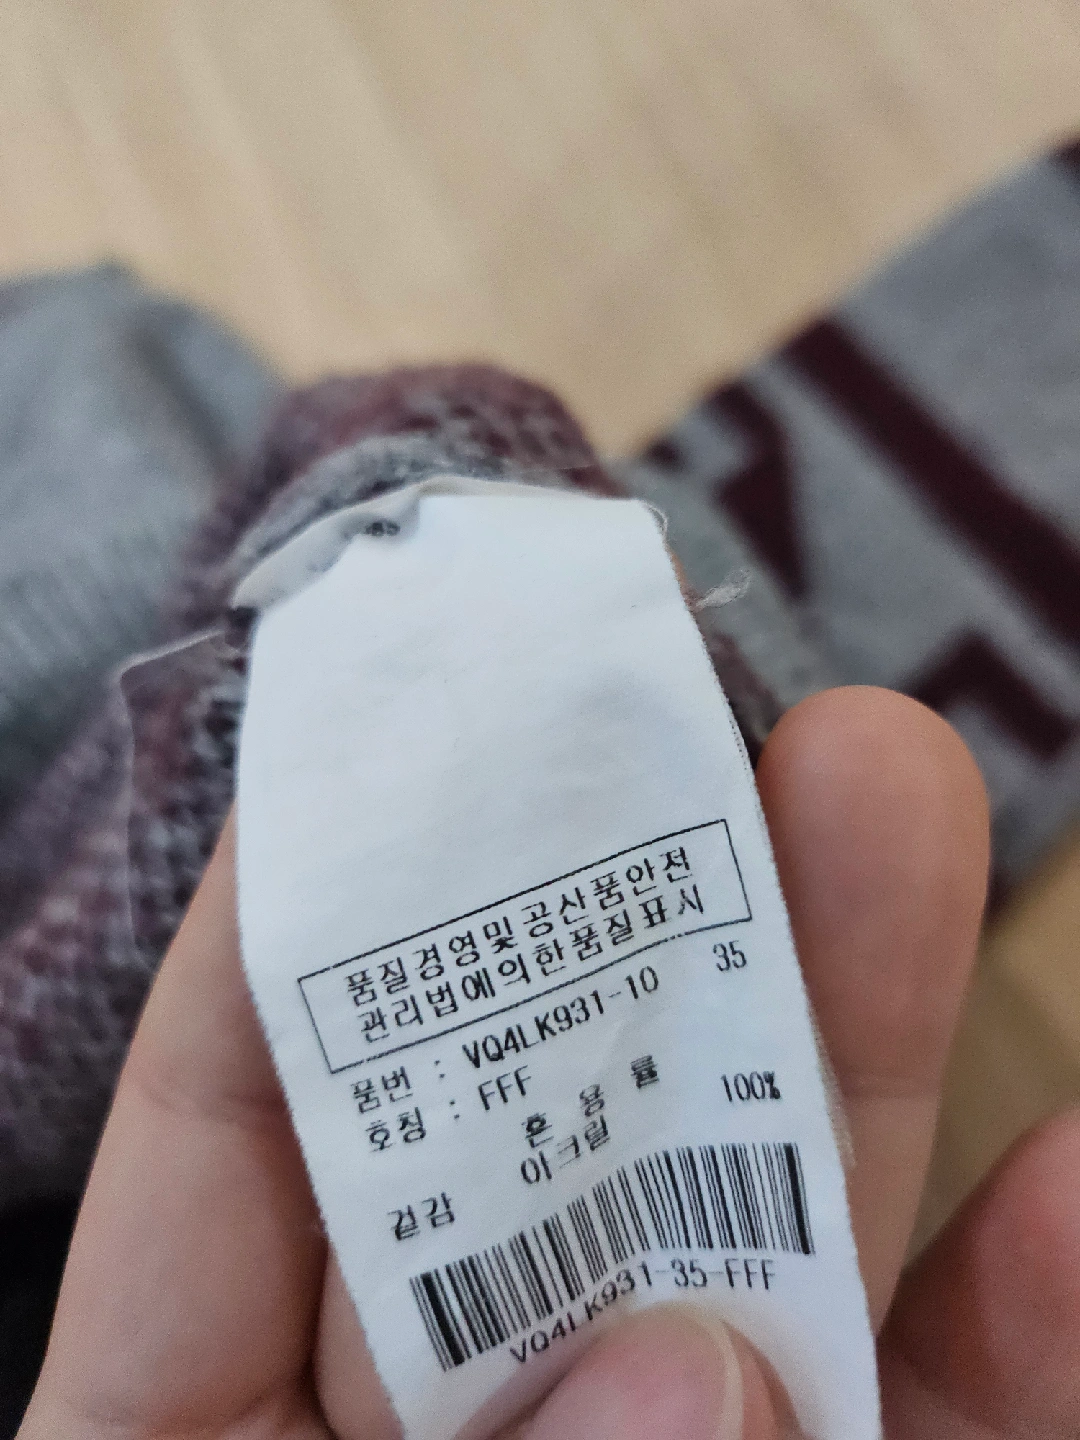 품질경영및공산품안전
관리법에의한품질표시
품번 : VQ4LK931-10 35
호칭 : FFF
혼 용 률
겉감 아크릴 100%
VQ4LK931-35-FFF